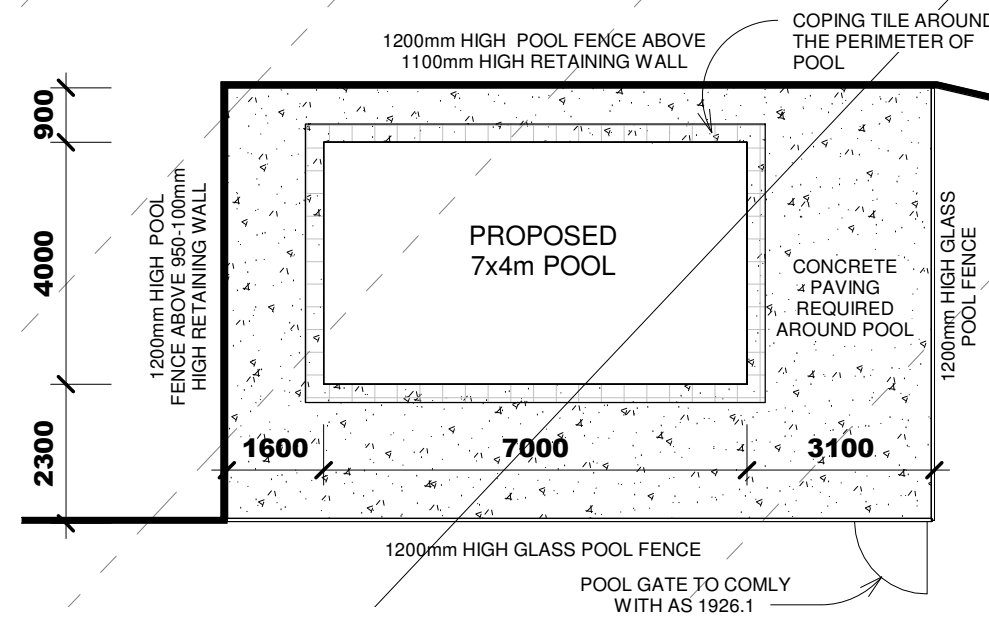 COPING TILE AROUND
THE PERIMETER OF
POOL
1200mm HIGH POOL FENCE ABOVE
1100mm HIGH RETAINING WALL
900
4000
2300
1200mm HIGH POOL
FENCE ABOVE 950-100mm
HIGH RETAINING WALL
PROPOSED
7x4m POOL
CONCRETE
PAVING
REQUIRED
AROUND POOL
1200mm HIGH GLASS
POOL FENCE
1600
7000
3100
1200mm HIGH GLASS POOL FENCE
POOL GATE TO COMLY
WITH AS 1926.1